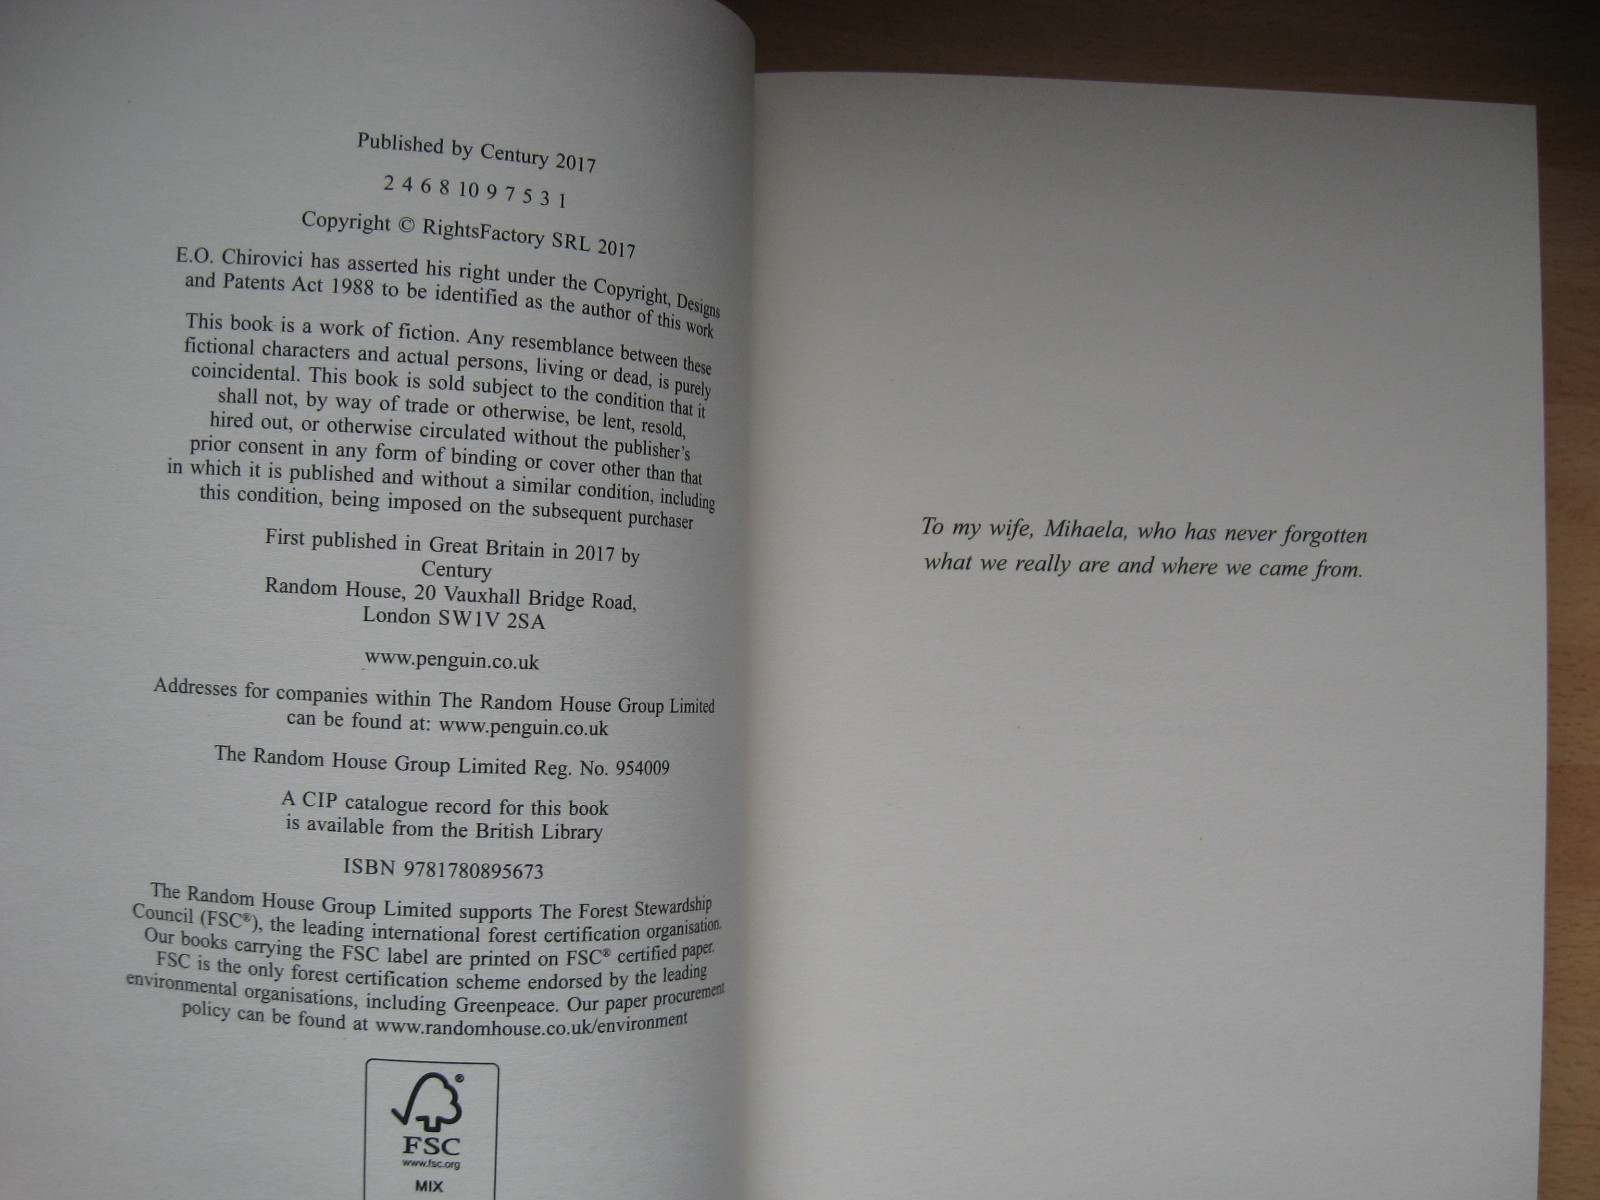 Published by Century 2017
2 4 6 8 10 9 7 5 3 1
Copyright © RightsFactory SRL 2017
E.O. Chirovici has asserted his right under the Copyright, Designs
and Patents Act 1988 to be identified as the author of this work
This book is a work of fiction. Any resemblance between these
fictional characters and actual persons, living or dead, is purely
coincidental. This book is sold subject to the condition that it
shall not, by way of trade or otherwise, be lent, resold,
hired out, or otherwise circulated without the publisher's
prior consent in any form of binding or cover other than that
in which it is published and without a similar condition, including
this condition, being imposed on the subsequent purchaser
First published in Great Britain in 2017 by
Century
Random House, 20 Vauxhall Bridge Road,
London SW1V 2SA
www.penguin.co.uk
Addresses for companies within The Random House Group Limited
can be found at: www.penguin.co.uk
The Random House Group Limited Reg. No. 954009
A CIP catalogue record for this book
is available from the British Library
ISBN 9781780895673
The Random House Group Limited supports The Forest Stewardship
Council (FSC®), the leading international forest certification organisation.
Our books carrying the FSC label are printed on FSC® certified paper.
FSC is the only forest certification scheme endorsed by the leading
environmental organisations, including Greenpeace. Our paper procurement
policy can be found at www.randomhouse.co.uk/environment
®
FSC
www.fsc.org
MIX
To my wife, Mihaela, who has never forgotten
what we really are and where we came from.